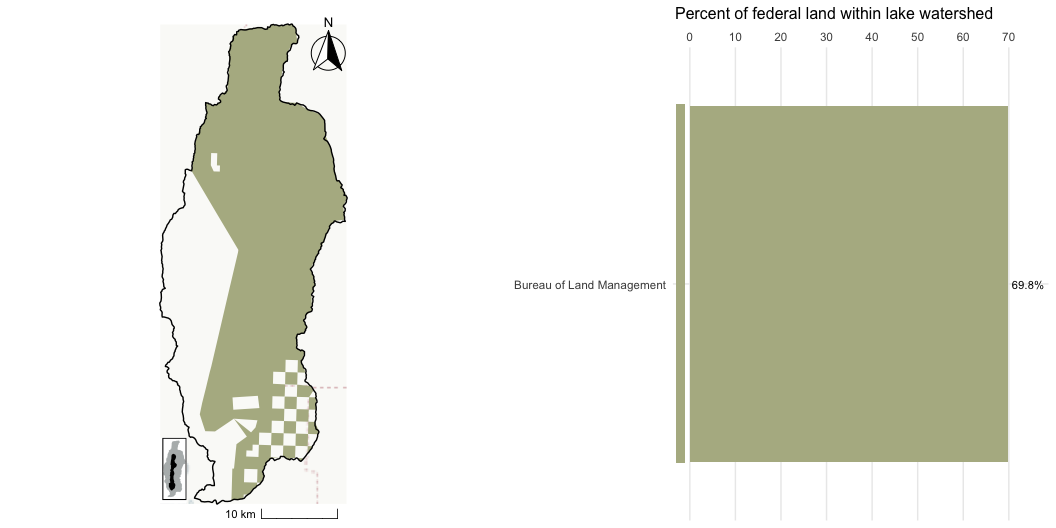 N
10 km
Percent of federal land within lake watershed
0 10 20 30 40 50 60 70
Bureau of Land Management
69.8%